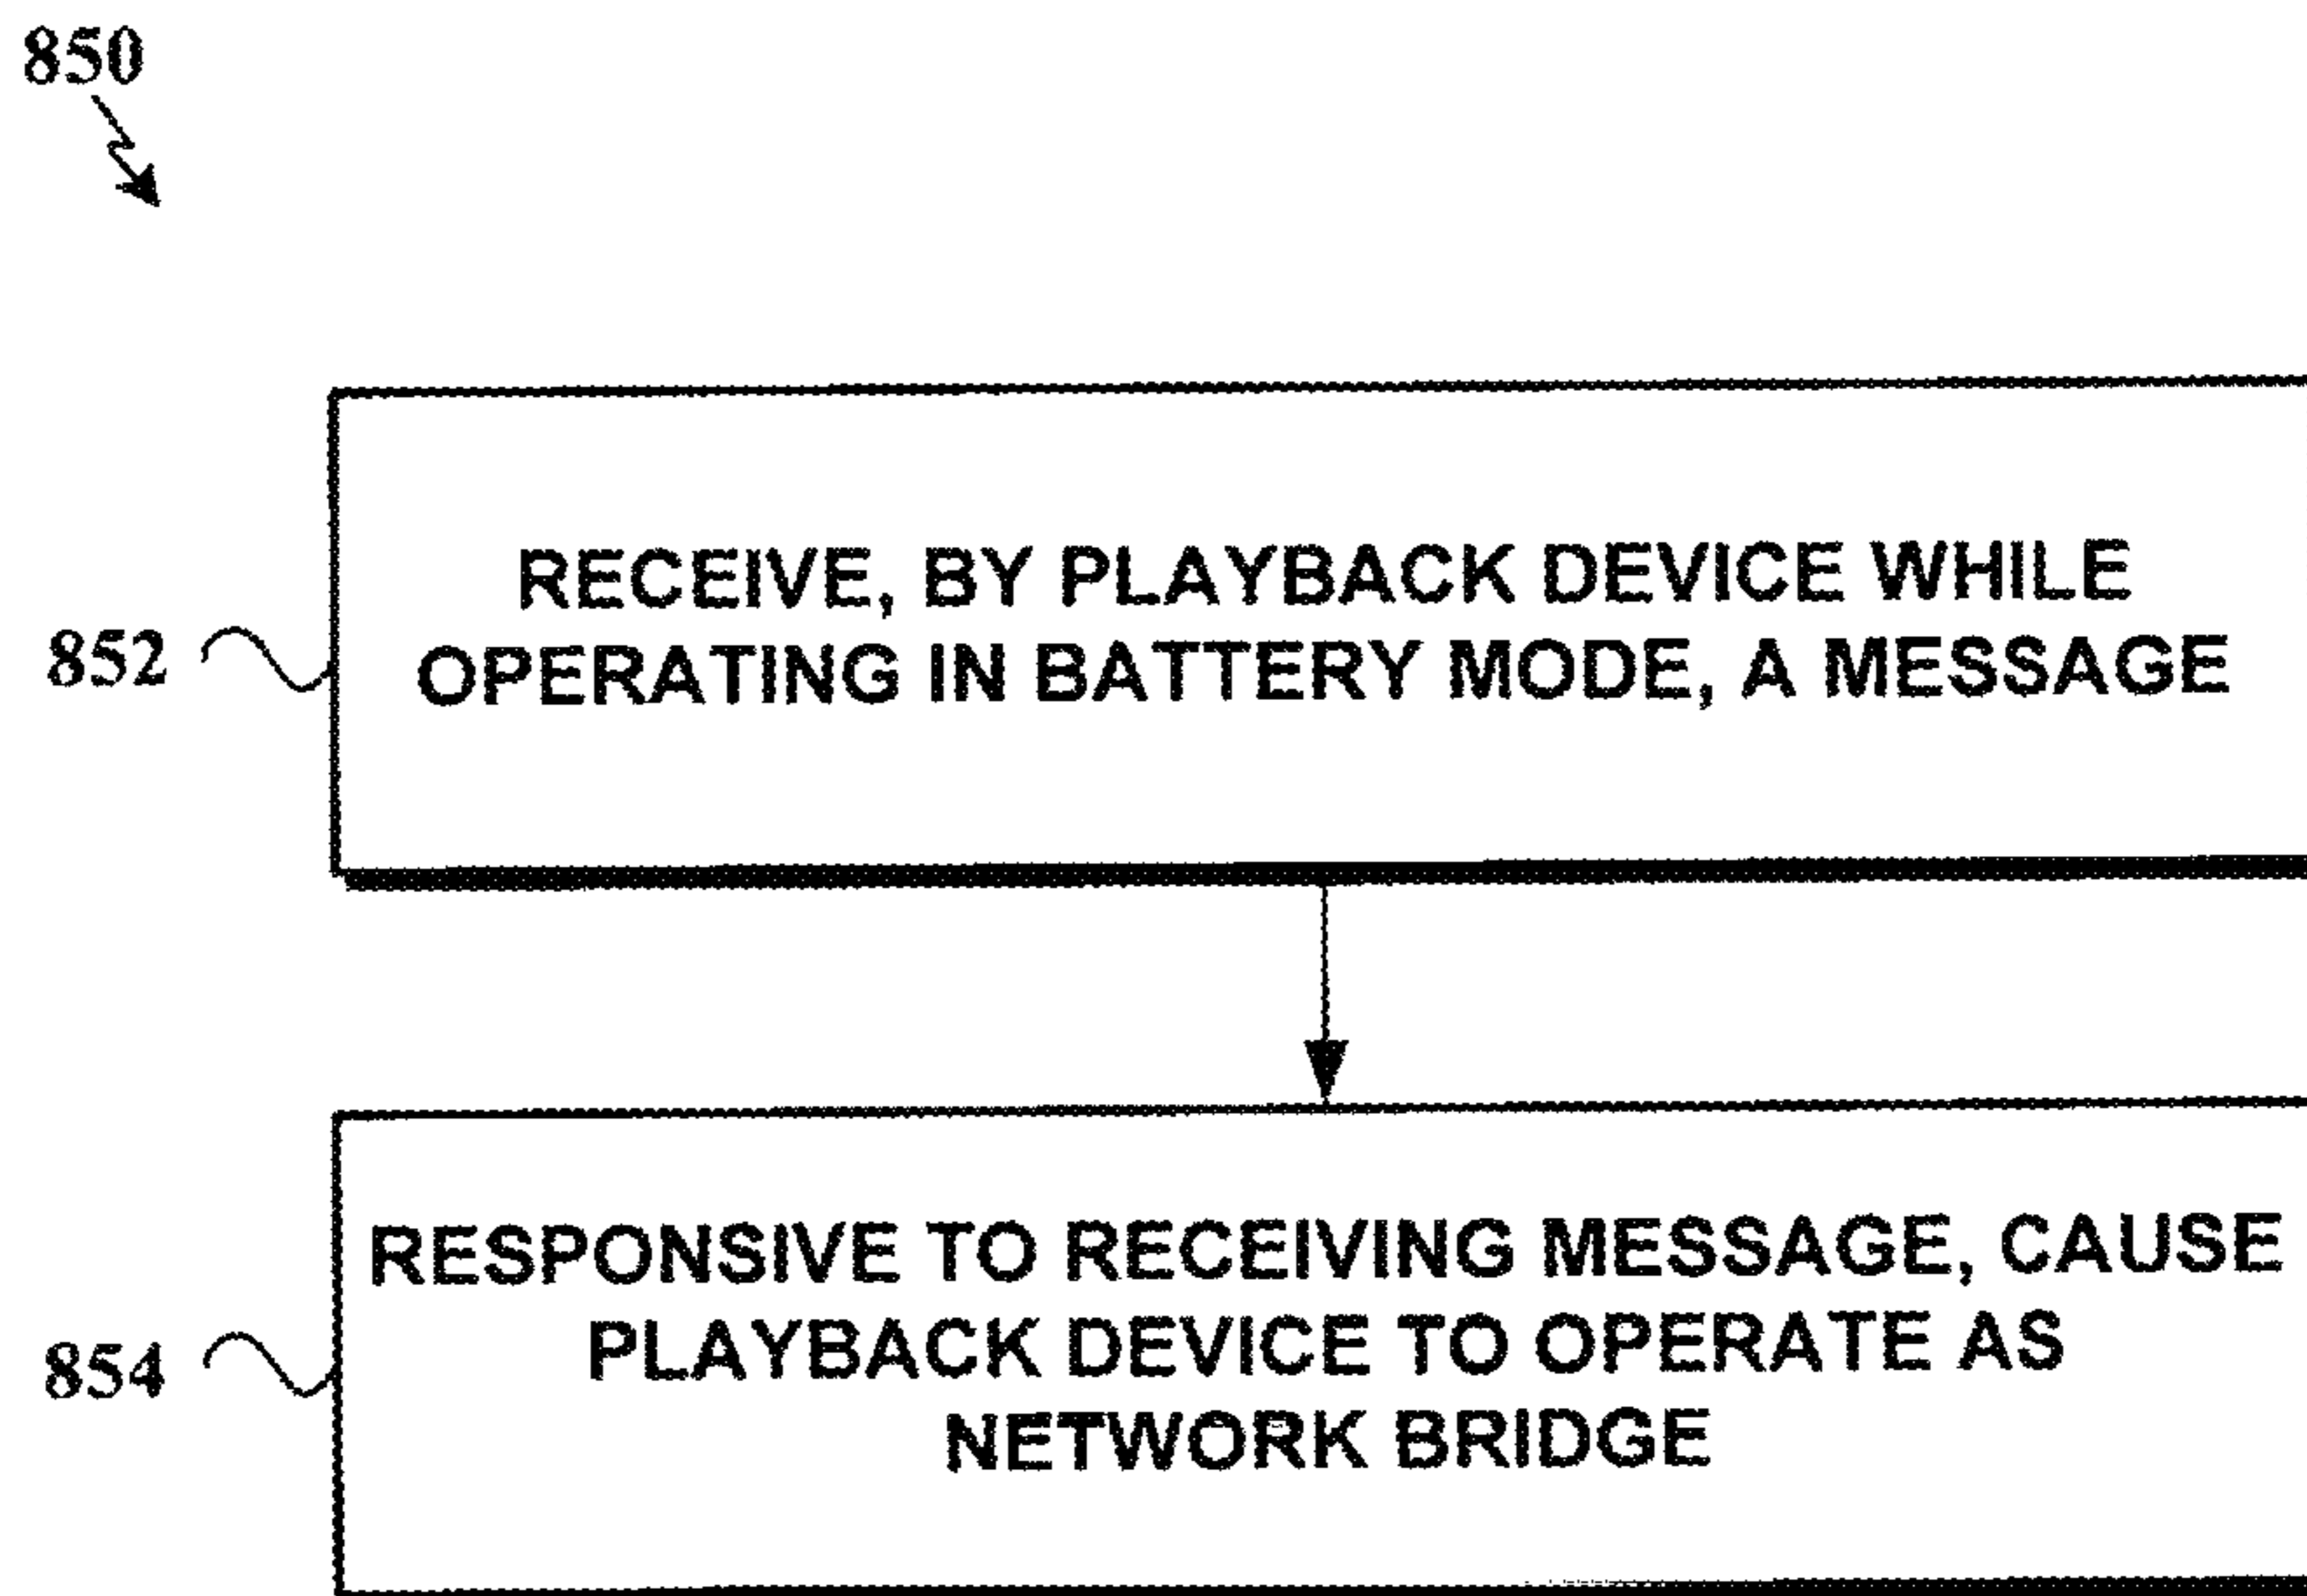 850
RECEIVE, BY PLAYBACK DEVICE WHILE
852
OPERATING IN BATTERY MODE, A MESSAGE
RESPONSIVE TO RECEIVING MESSAGE, CAUSE
854
PLAYBACK DEVICE TO OPERATE AS
NETWORK BRIDGE